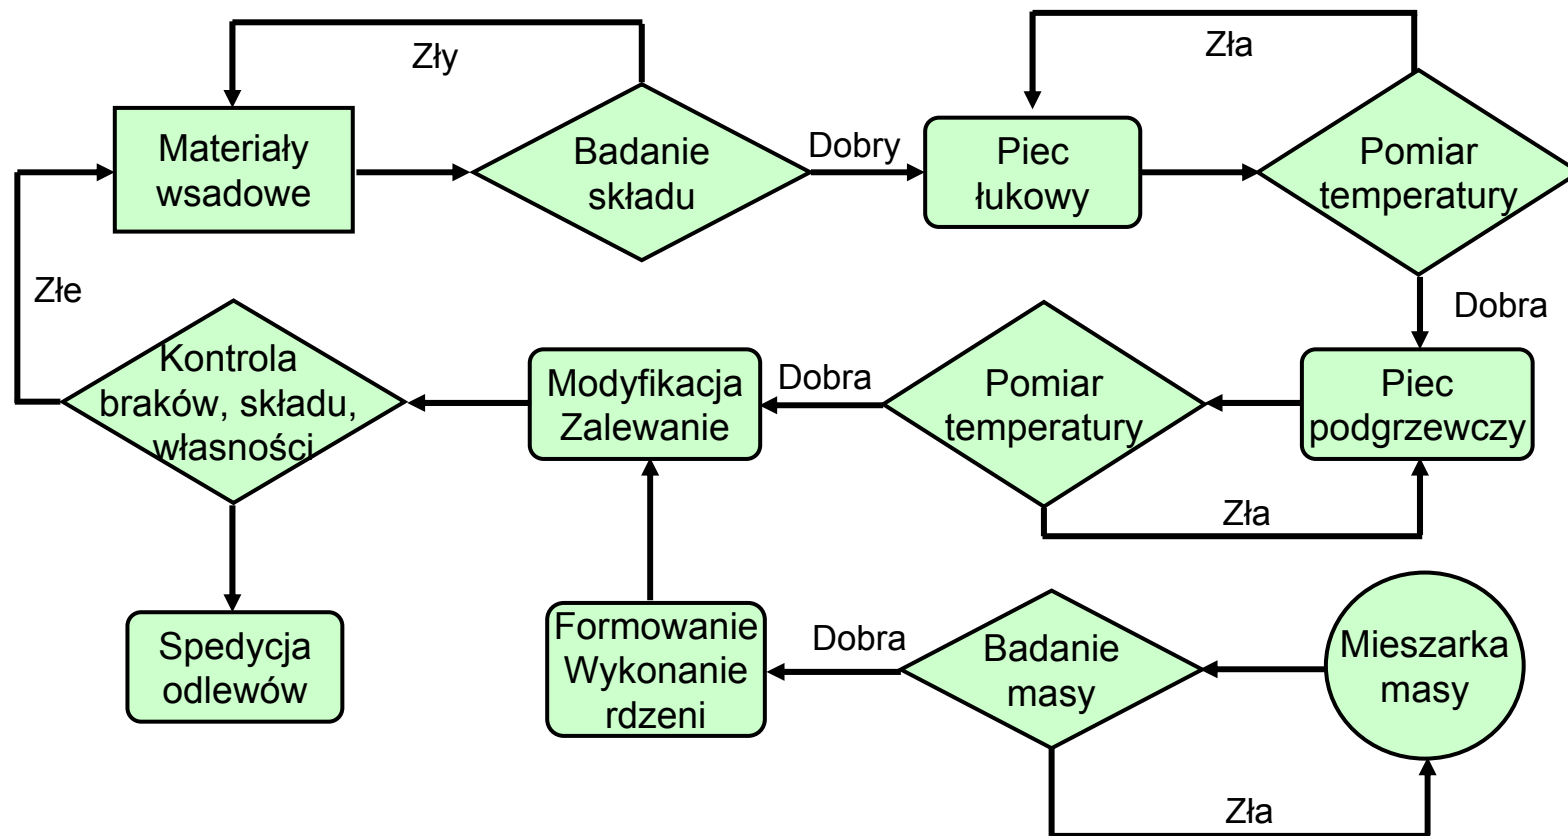 Zły
Zła
Materiały
wsadowe
Badanie
składu
Dobry
Piec
łukowy
Pomiar
temperatury
Złe
Dobra
Kontrola
braków, składu,
własności
Modyfikacja
Zalewanie
Dobra
Pomiar
temperatury
Piec
podgrzewczy
Zła
Spedycja
odlewów
Formowanie
Wykonanie
rdzeni
Dobra
Badanie
masy
Mieszarka
masy
Zła